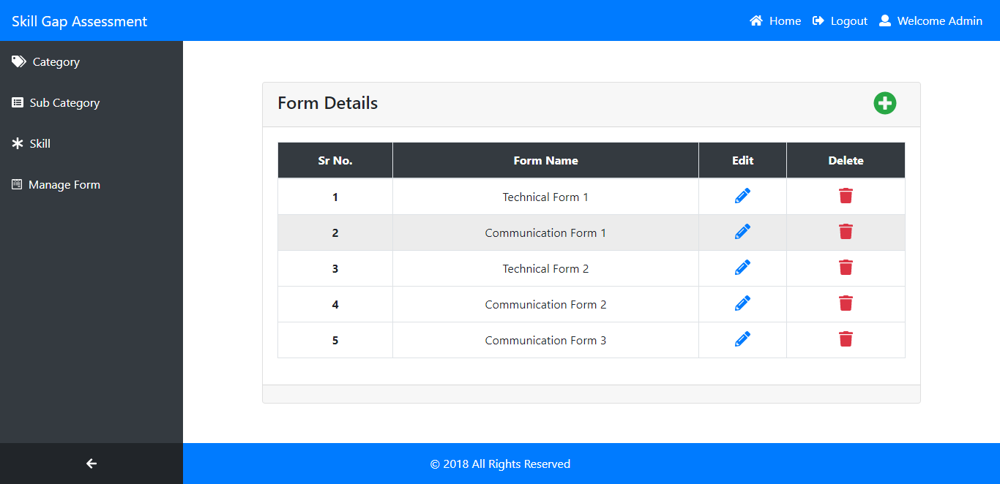 Skill Gap Assessment
Home Logout Welcome Admin
Category
Sub Category
Skill
Manage Form
Form Details
Sr No. Form Name Edit Delete
1 Technical Form 1
2 Communication Form 1
3 Technical Form 2
4 Communication Form 2
5 Communication Form 3
© 2018 All Rights Reserved